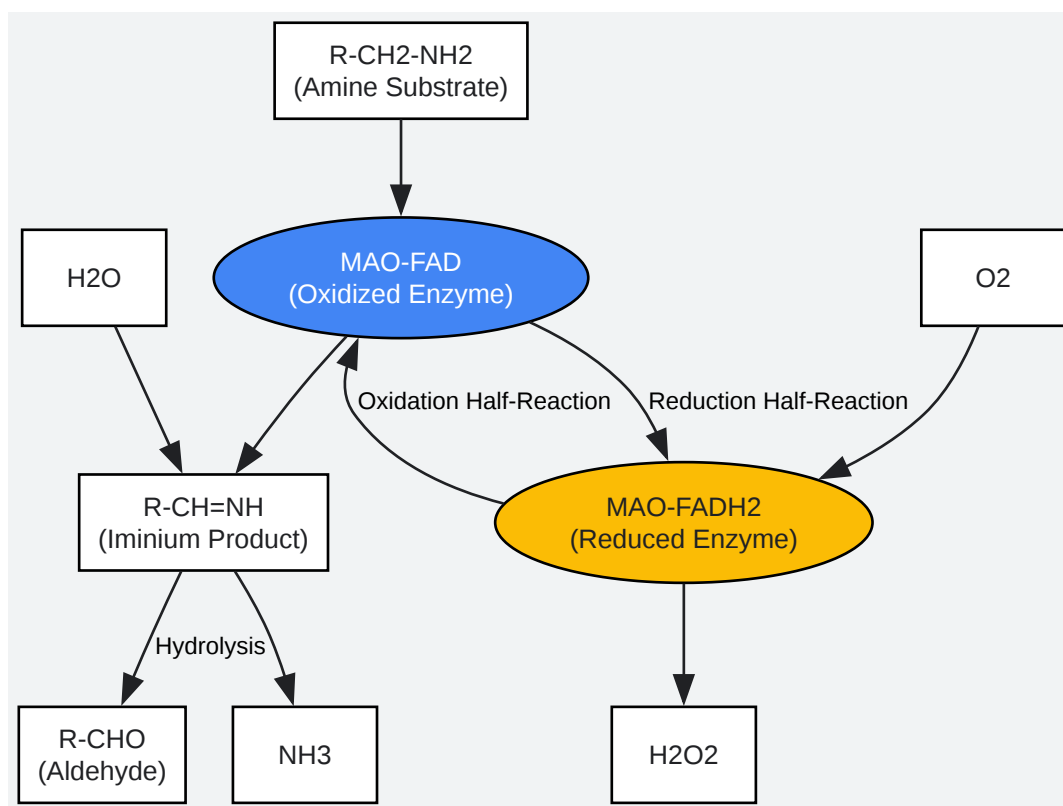 R-CH2-NH2
(Amine Substrate)
H2O
MAO-FAD
(Oxidized Enzyme)
O2
Oxidation Half-Reaction
Reduction Half-Reaction
R-CH=NH
(Iminium Product)
MAO-FADH2
(Reduced Enzyme)
Hydrolysis
R-CHO
(Aldehyde)
NH3
H2O2